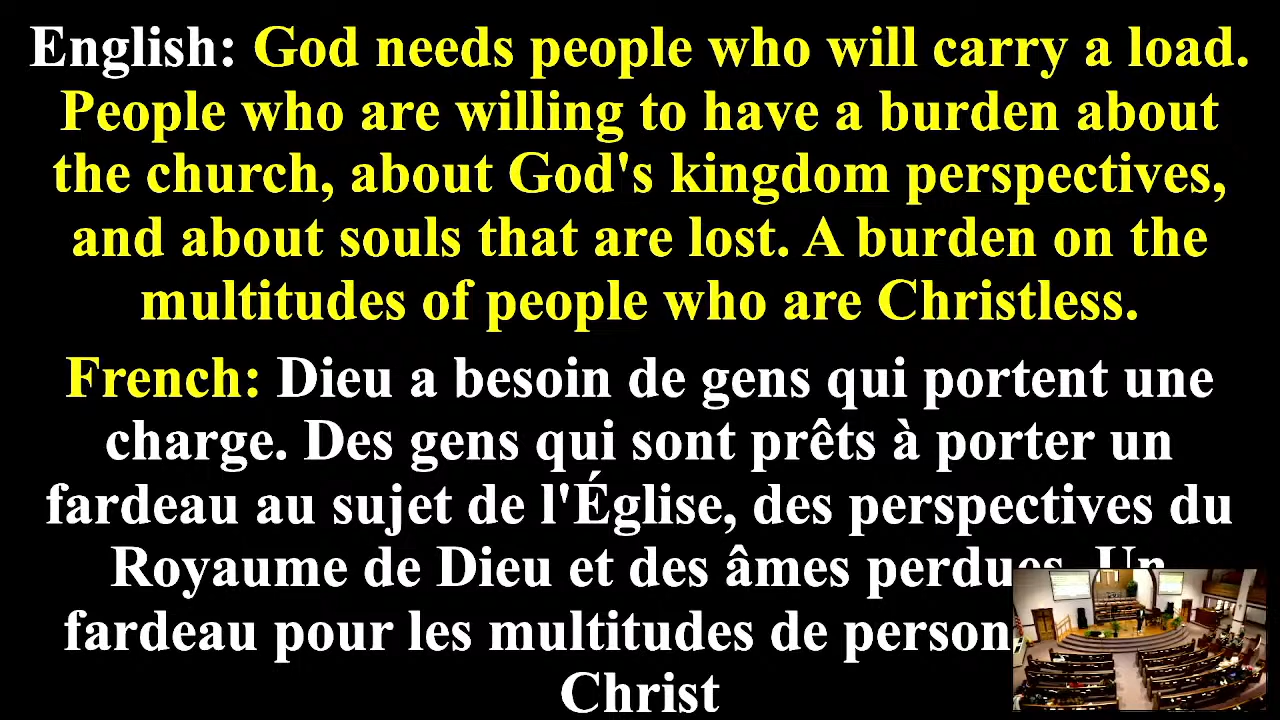 English: God needs people who will carry a load.
People who are willing to have a burden about
the church, about God's kingdom perspectives,
and about souls that are lost. A burden on the
multitudes of people who are Christless.
French: Dieu a besoin de gens qui portent une
charge. Des gens qui sont prêts à porter un
fardeau au sujet de l'Église, des perspectives du
Royaume de Dieu et des âmes perdues. Un
fardeau pour les multitudes de
Christ